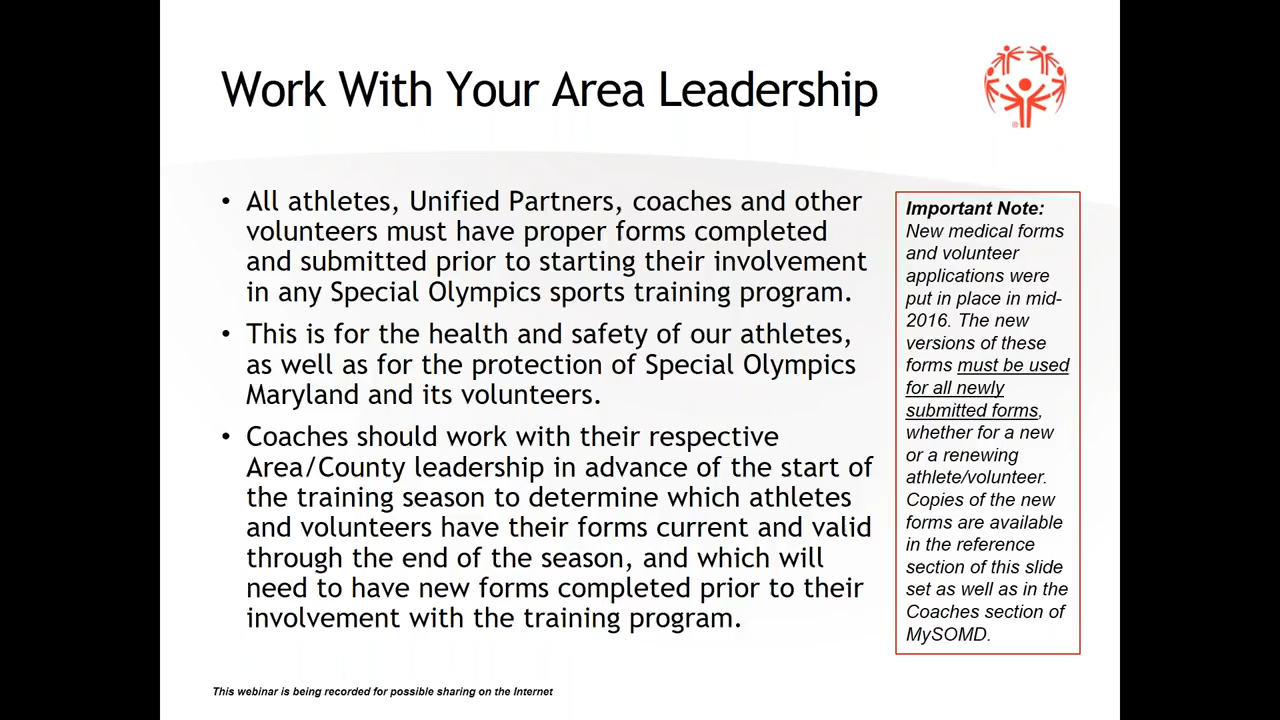 Work With Your Area Leadership
• All athletes, Unified Partners, coaches and other
volunteers must have proper forms completed
and submitted prior to starting their involvement
in any Special Olympics sports training program.
• This is for the health and safety of our athletes,
as well as for the protection of Special Olympics
Maryland and its volunteers.
• Coaches should work with their respective
Area/County leadership in advance of the start of
the training season to determine which athletes
and volunteers have their forms current and valid
through the end of the season, and which will
need to have new forms completed prior to their
involvement with the training program.
Important Note:
New medical forms
and volunteer
applications were
put in place in mid-
2016. The new
versions of these
forms must be used
for all newly
submitted forms,
whether for a new
or a renewing
athlete/volunteer.
Copies of the new
forms are available
in the reference
section of this slide
set as well as in the
Coaches section of
MySOMD.
This webinar is being recorded for possible sharing on the Internet
®